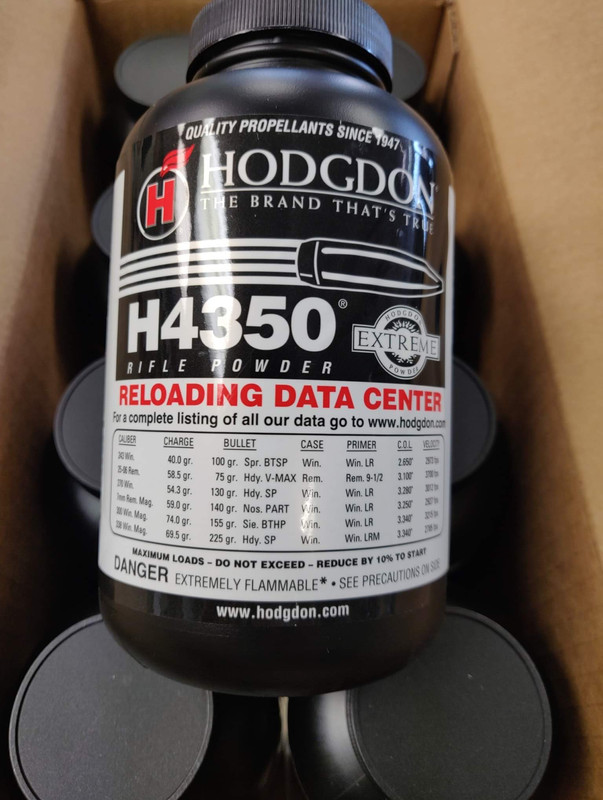 QUALITY PROPELLANTS SINCE 1947
H HODGDON®
THE BRAND THAT'S TRUE
H4350®
RIFLE POWDER
HODGDON
EXTREME
POWDER
RELOADING DATA CENTER
For a complete listing of all our data go to www.hodgdon.com
CALIBER CHARGE BULLET CASE PRIMER C.O.L. VELOCITY
243 Win. 40.0 gr. 100 gr. Spr. BTSP Win. Win. LR 2.650"
25-06 Rem. 58.5 gr. 75 gr. Hdy. V-MAX Rem. Rem. 9-1/2 3.100"
270 Win. 54.3 gr. 130 gr. Hdy. SP Win. Win. LR 3.280"
7mm Rem. Mag. 59.0 gr. 140 gr. Nos. PART Win. Win. LR 3.250"
300 Win. Mag. 74.0 gr. 155 gr. Sie. BTHP Win. Win. LR 3.340"
338 Win. Mag. 69.5 gr. 225 gr. Hdy. SP Win. Win. LRM 3.340"
MAXIMUM LOADS - DO NOT EXCEED - REDUCE BY 10% TO START
DANGER EXTREMELY FLAMMABLE* • SEE PRECAUTIONS ON SIDE
www.hodgdon.com